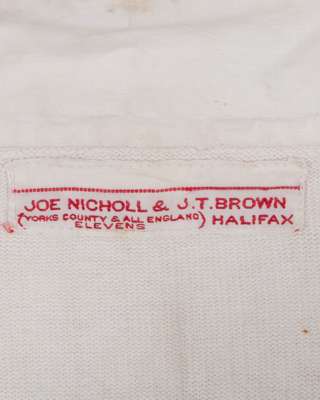 JOE NICHOLL & J.T.BROWN
(YORKS COUNTY & ALL ENGLAND) HALIFAX
ELEVENS